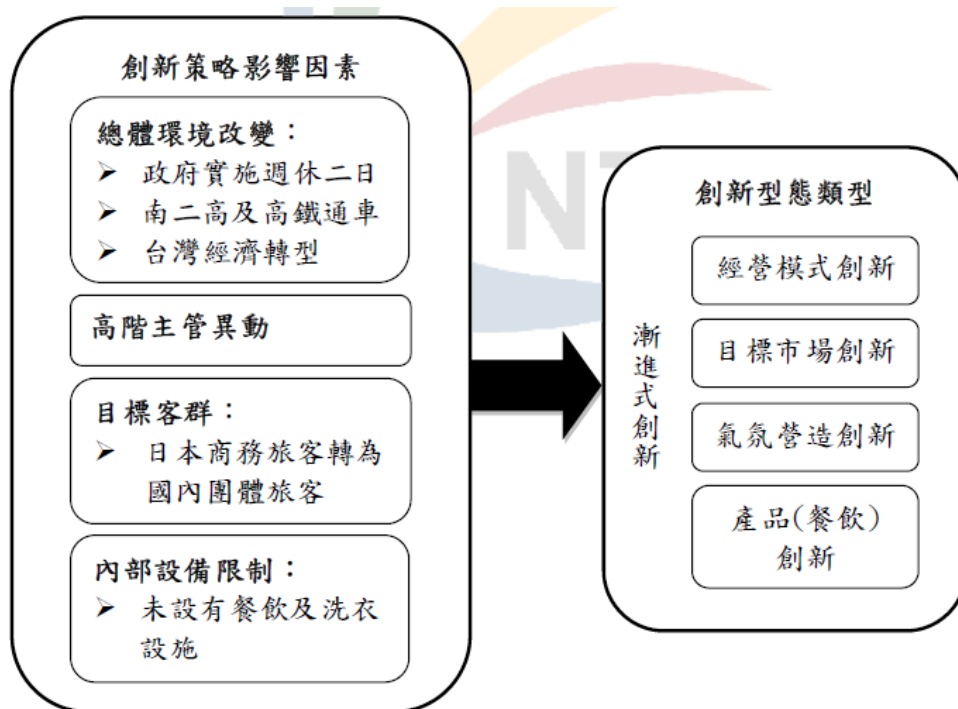 創新策略影響因素
總體環境改變：
➢ 政府實施週休二日
➢ 南二高及高鐵通車
➢ 台灣經濟轉型
高階主管異動
目標客群：
➢ 日本商務旅客轉為
國內團體旅客
內部設備限制：
➢ 未設有餐飲及洗衣
設施
創新型態類型
漸進式創新
經營模式創新
目標市場創新
氣氛營造創新
產品(餐飲)
創新